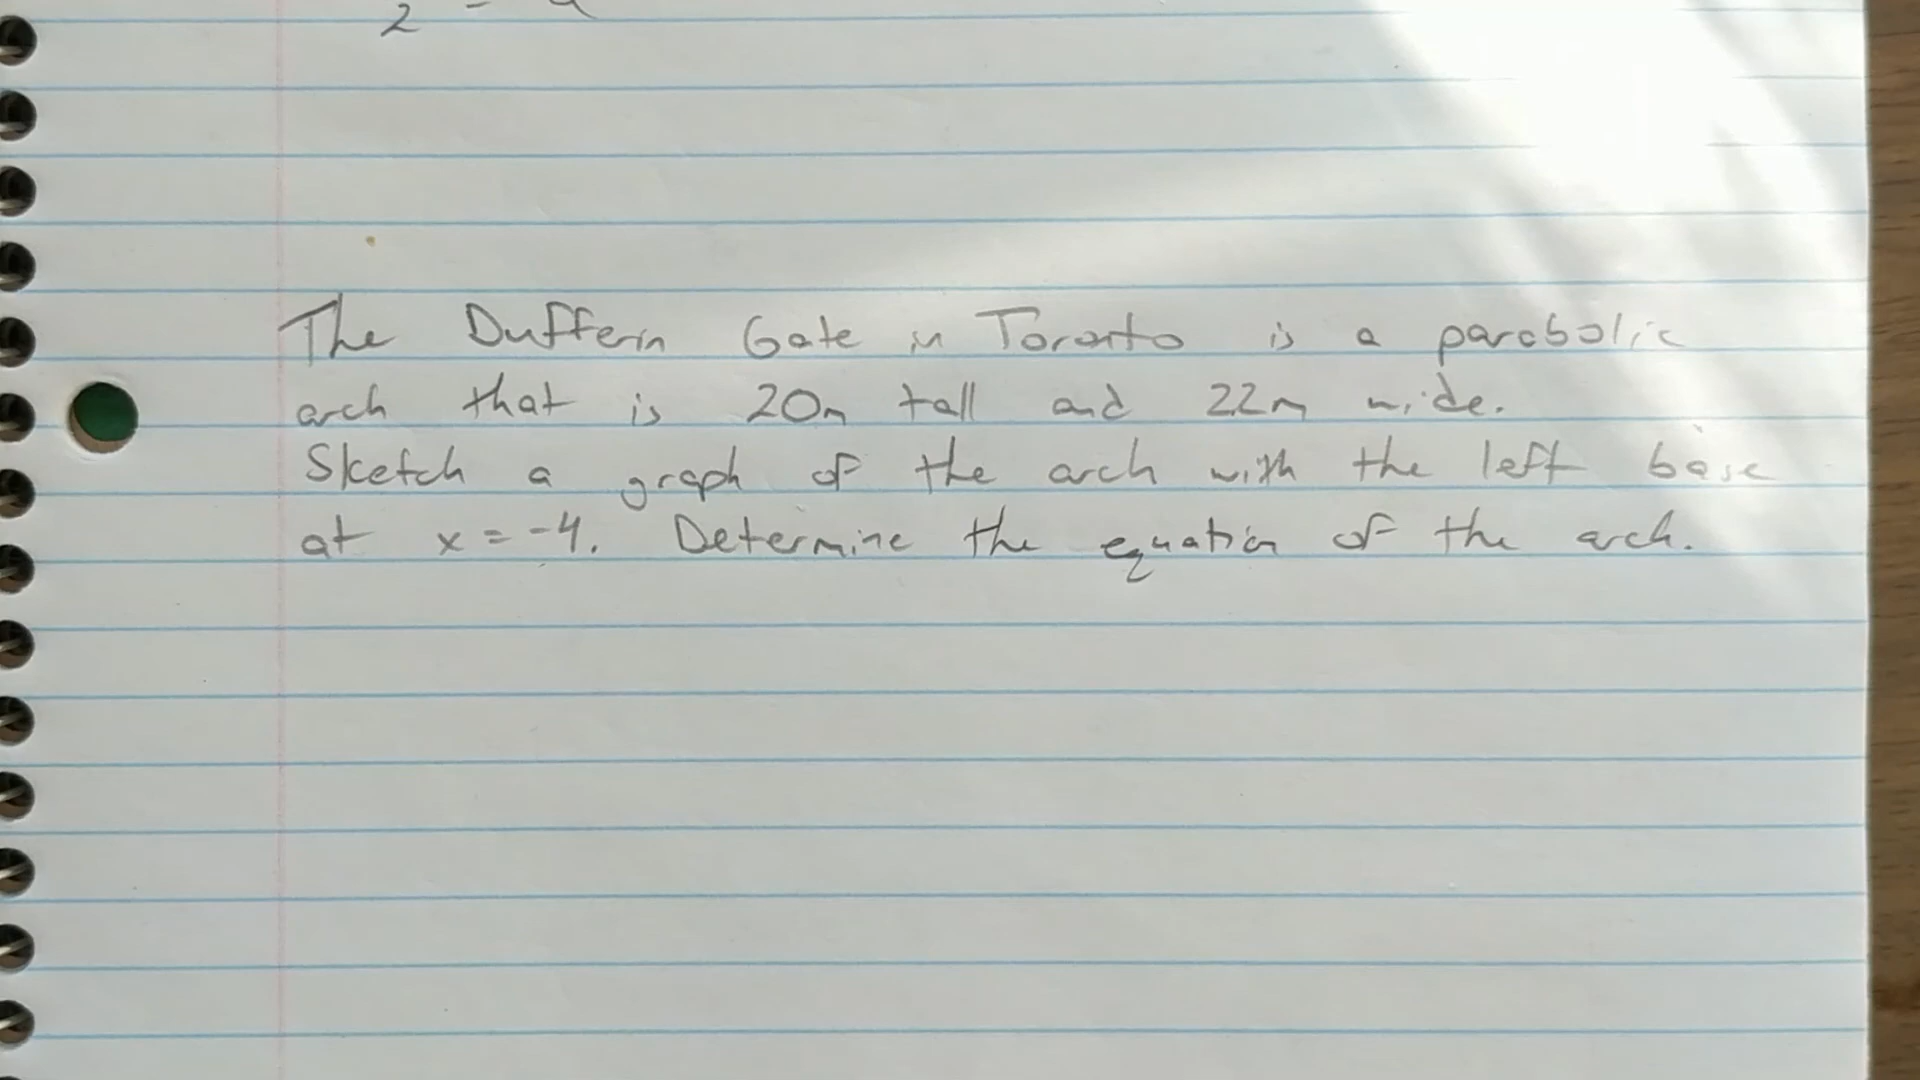 2
The Dufferin Gate in Toronto is a parabolic
arch that is 20m tall and 22m wide.
Sketch a graph of the arch with the left base
at x = -4. Determine the equation of the arch.